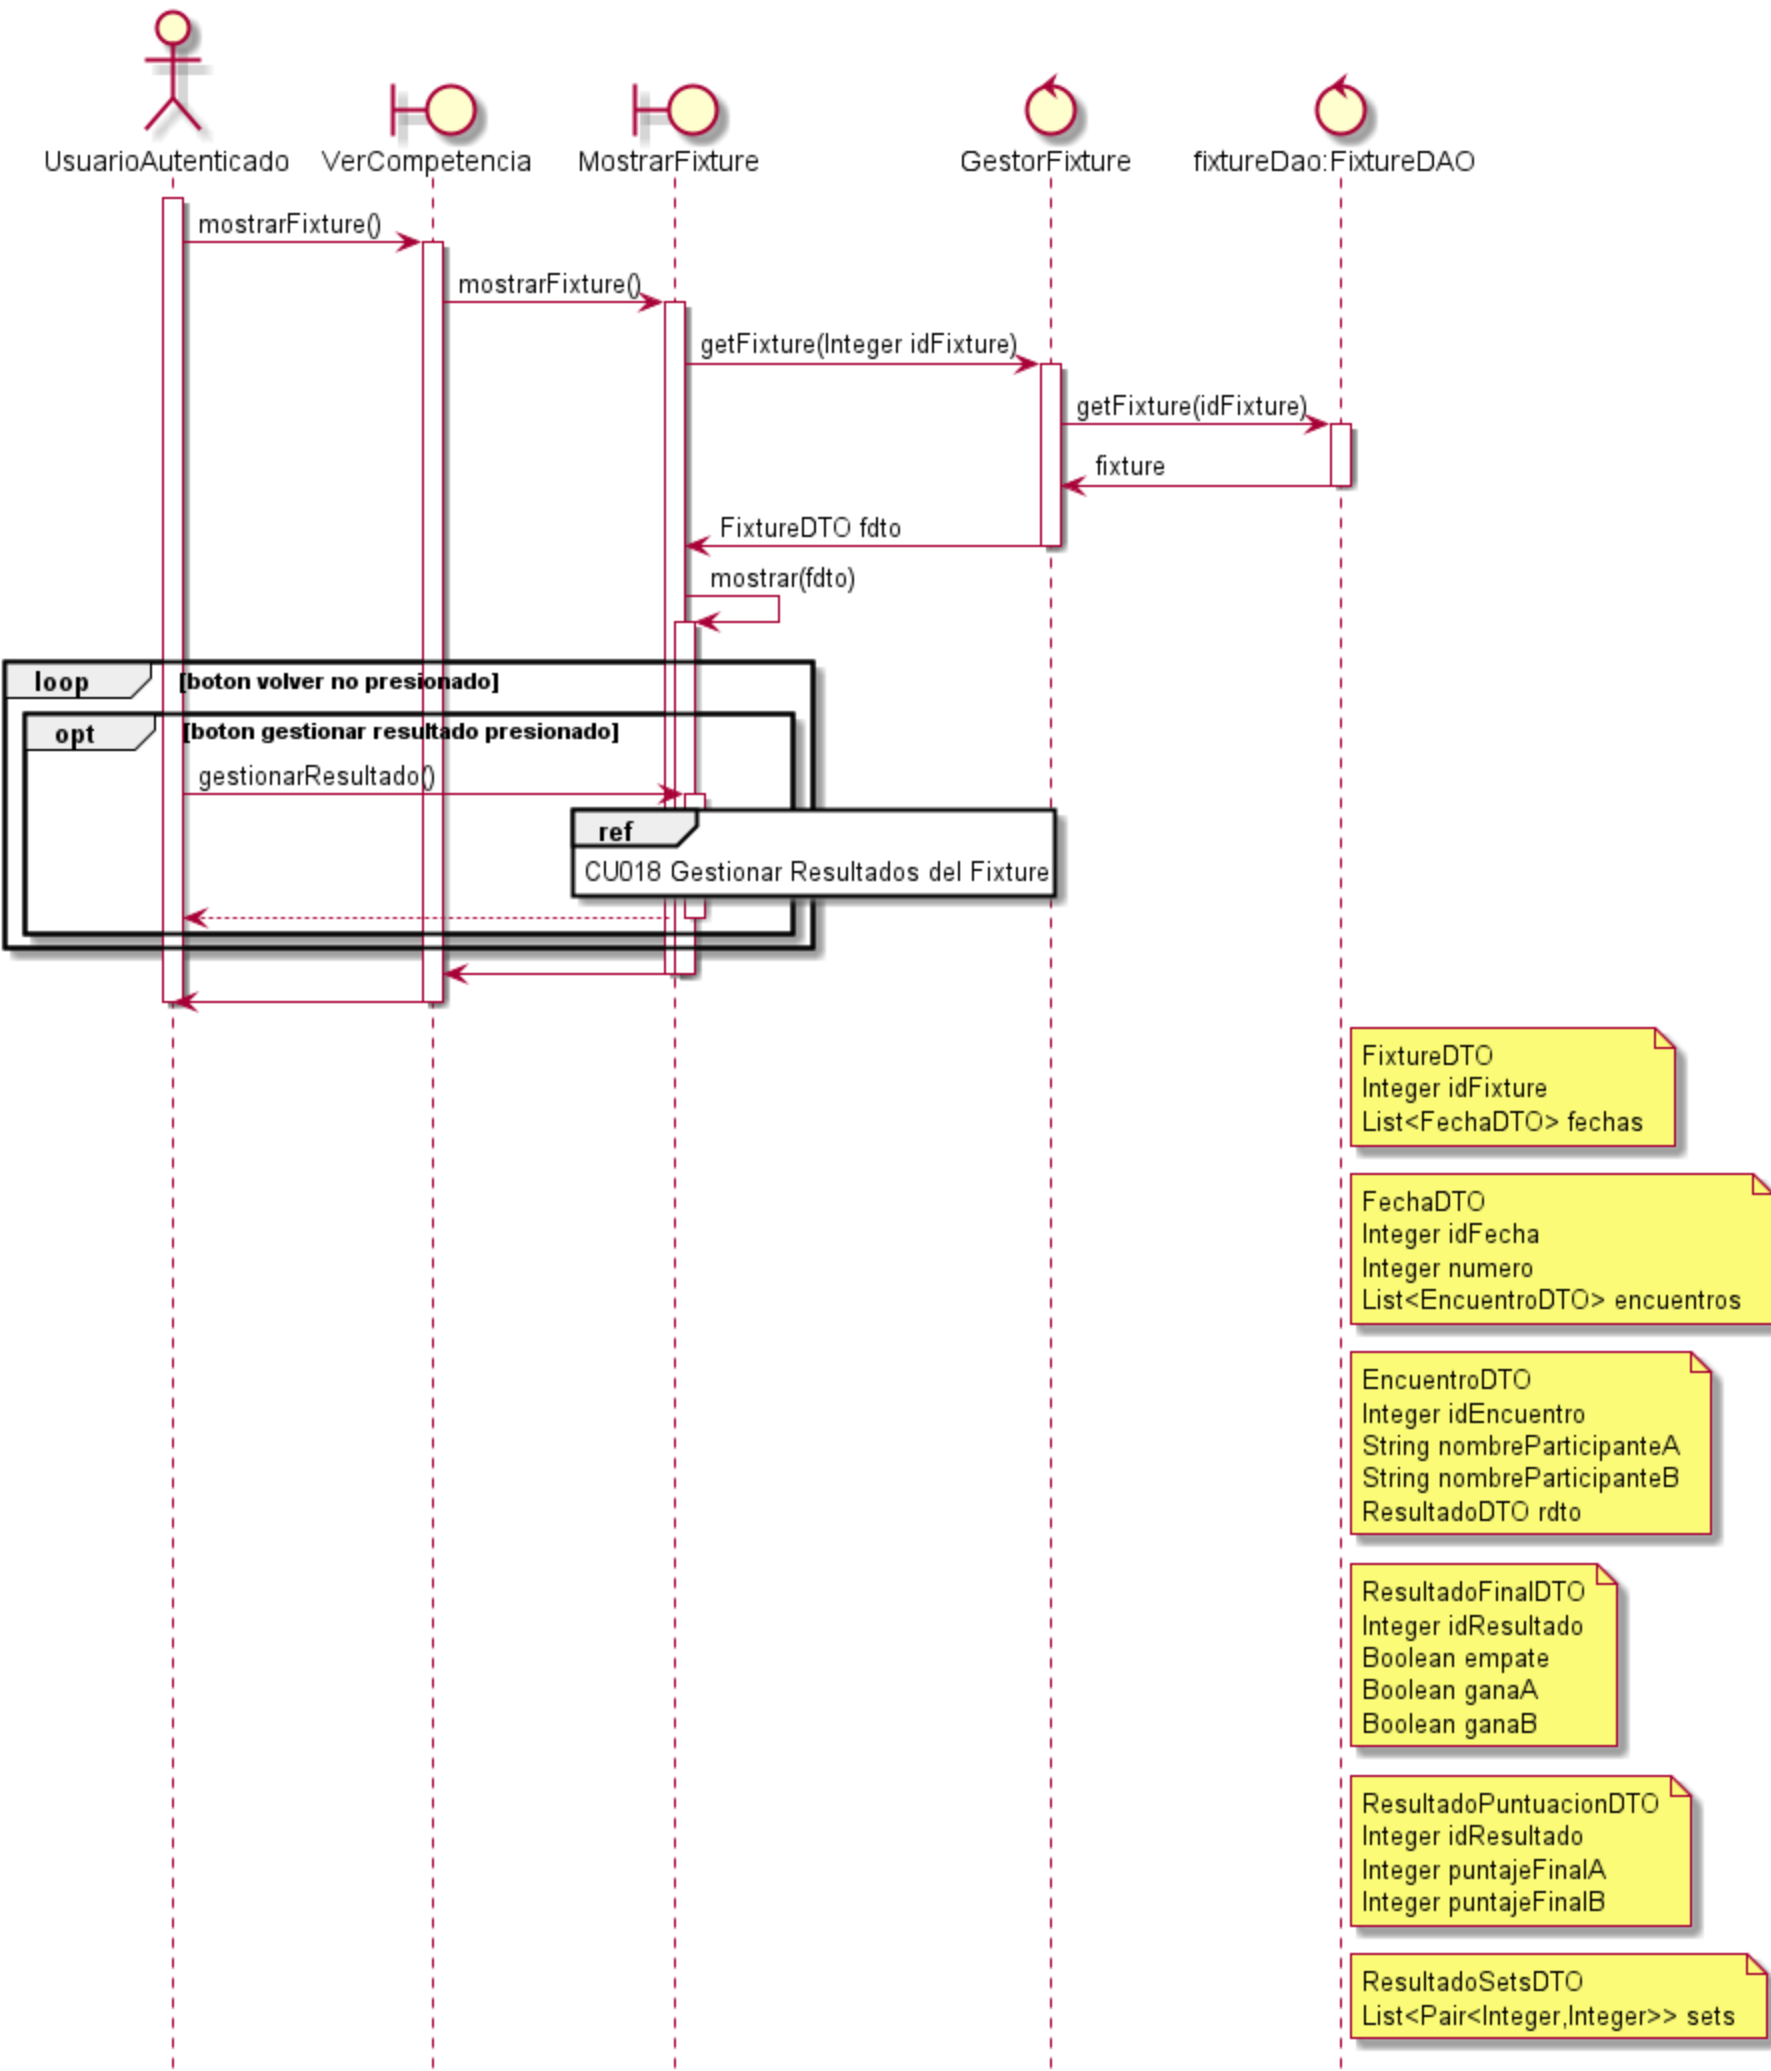 UsuarioAutenticado
VerCompetencia
MostrarFixture
GestorFixture
fixtureDao:FixtureDAO
mostrarFixture()
mostrarFixture()
getFixture(Integer idFixture)
getFixture(idFixture)
fixture
FixtureDTO fdto
mostrar(fdto)
loop
[boton volver no presionado]
opt
[boton gestionar resultado presionado]
gestionarResultado()
ref
CU018 Gestionar Resultados del Fixture
FixtureDTO
Integer idFixture
List<FechaDTO> fechas
FechaDTO
Integer idFecha
Integer numero
List<EncuentroDTO> encuentros
EncuentroDTO
Integer idEncuentro
String nombreParticipanteA
String nombreParticipanteB
ResultadoDTO rdto
ResultadoFinalDTO
Integer idResultado
Boolean empate
Boolean ganaA
Boolean ganaB
ResultadoPuntuacionDTO
Integer idResultado
Integer puntajeFinalA
Integer puntajeFinalB
ResultadoSetsDTO
List<Pair<Integer,Integer>> sets